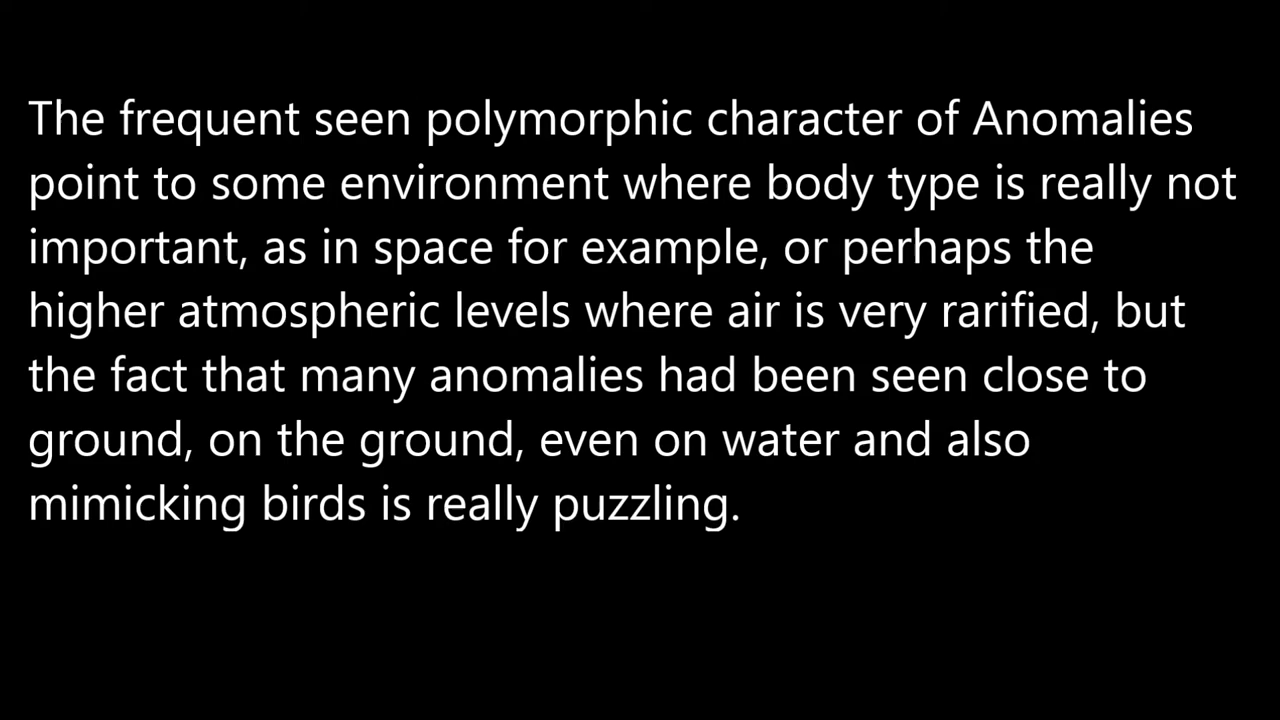 The frequent seen polymorphic character of Anomalies
point to some environment where body type is really not
important, as in space for example, or perhaps the
higher atmospheric levels where air is very rarified, but
the fact that many anomalies had been seen close to
ground, on the ground, even on water and also
mimicking birds is really puzzling.